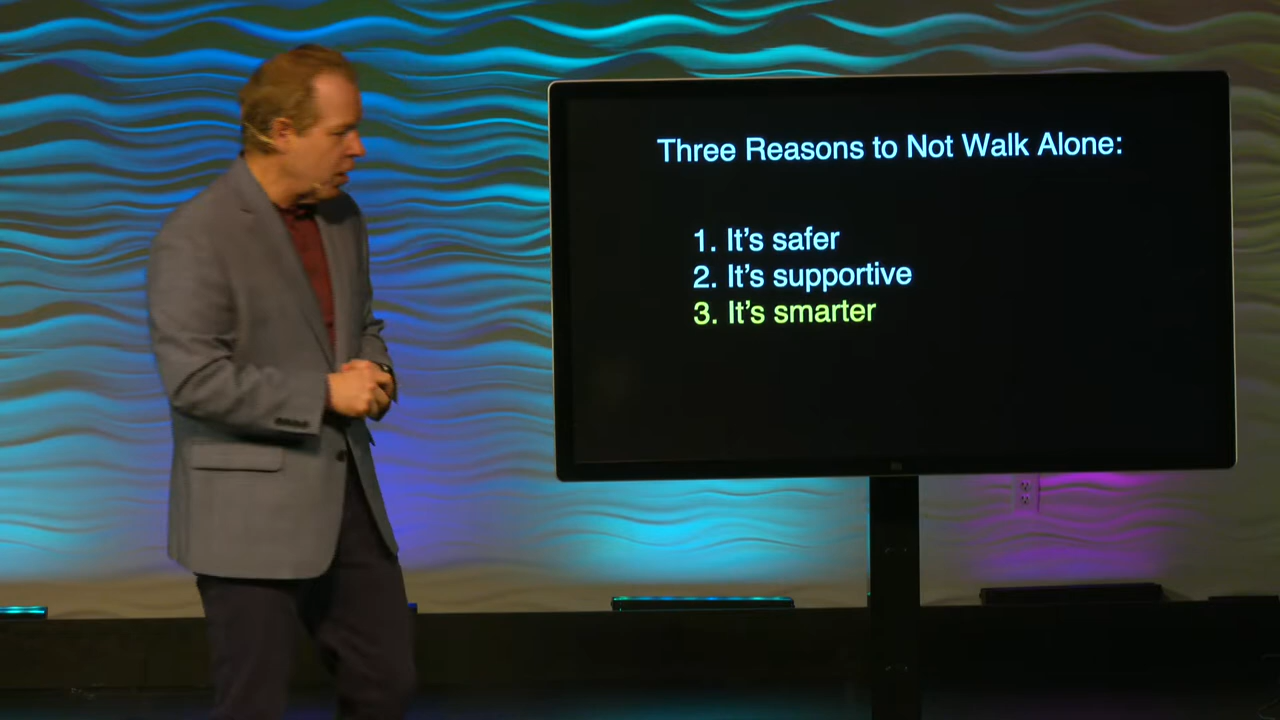 Three Reasons to Not Walk Alone:
1. It's safer
2. It's supportive
3. It's smarter